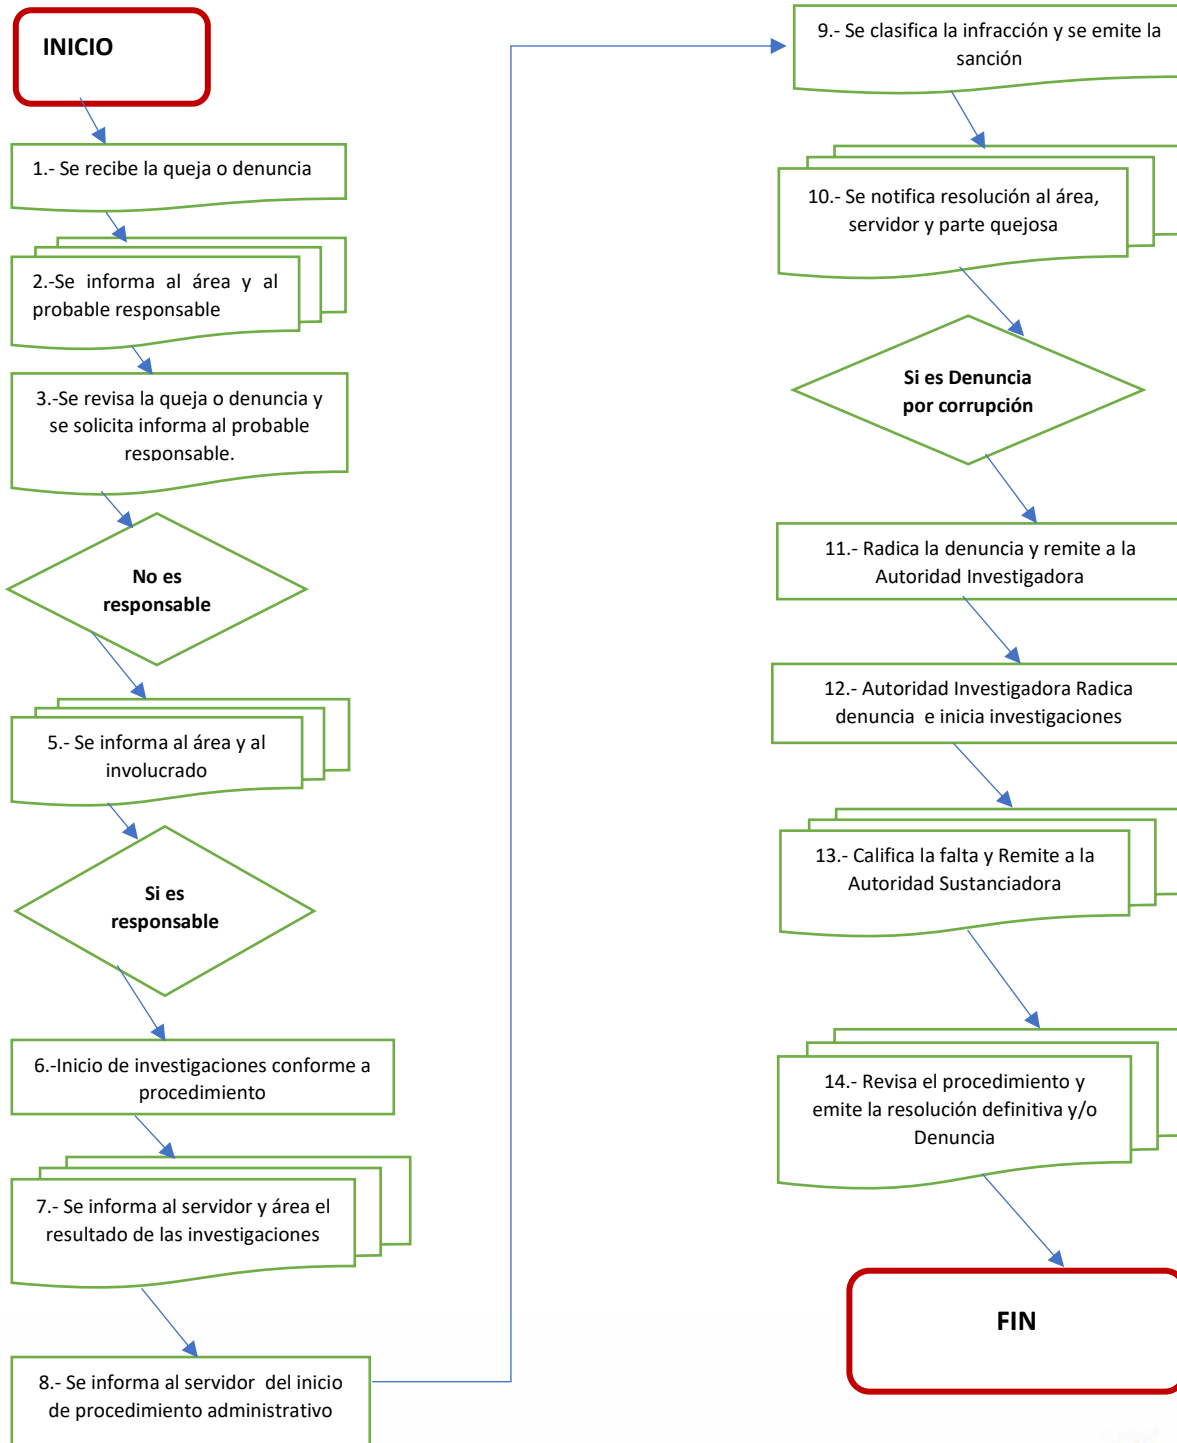 INICIO
1.- Se recibe la queja o denuncia
2.-Se informa al área y al
probable responsable
3.-Se revisa la queja o denuncia y
se solicita informa al probable
responsable.
No es
responsable
5.- Se informa al área y al
involucrado
Si es
responsable
6.-Inicio de investigaciones conforme a
procedimiento
7.- Se informa al servidor y área el
resultado de las investigaciones
8.- Se informa al servidor del inicio
de procedimiento administrativo
9.- Se clasifica la infracción y se emite la
sanción
10.- Se notifica resolución al área,
servidor y parte quejosa
Si es Denuncia
por corrupción
11.- Radica la denuncia y remite a la
Autoridad Investigadora
12.- Autoridad Investigadora Radica
denuncia e inicia investigaciones
13.- Califica la falta y Remite a la
Autoridad Sustanciadora
14.- Revisa el procedimiento y
emite la resolución definitiva y/o
Denuncia
FIN